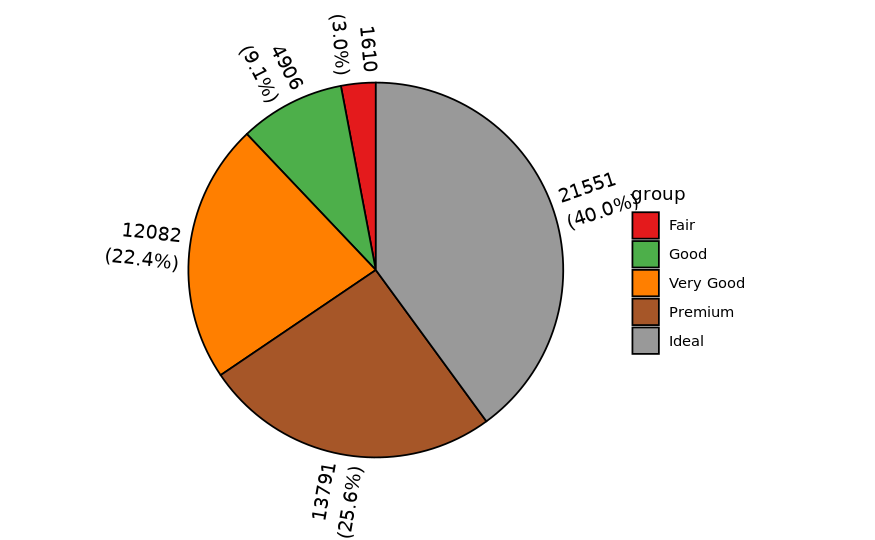 1610
(3.0%)
4906
(9.1%)
12082
(22.4%)
13791
(25.6%)
21551
(40.0%)
group
Fair
Good
Very Good
Premium
Ideal